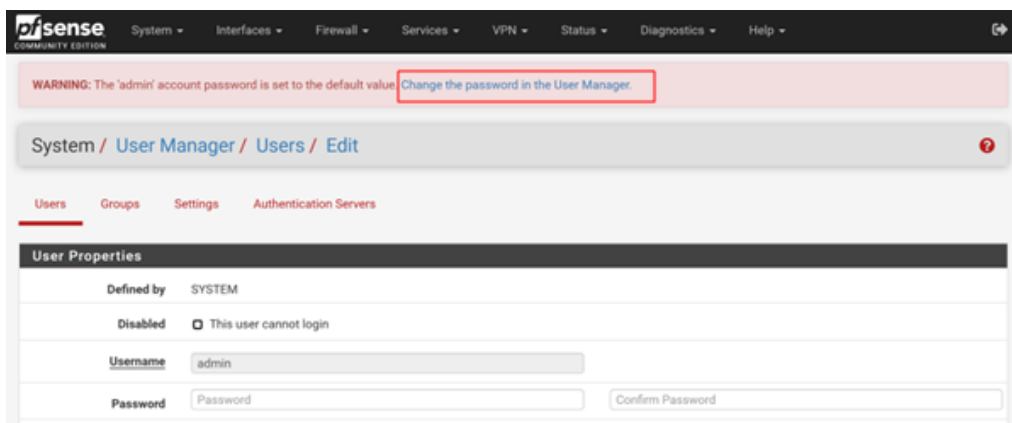 pfsense System Interfaces Firewall Services VPN Status Diagnostics Help
COMMUNITY EDITION
WARNING: The 'admin' account password is set to the default value. Change the password in the User Manager.
System / User Manager / Users / Edit
Users Groups Settings Authentication Servers
User Properties
Defined by SYSTEM
Disabled This user cannot login
Username admin
Password Password Confirm Password